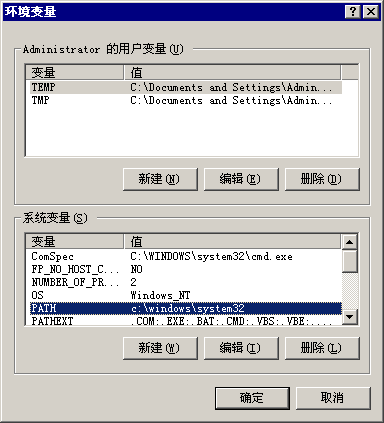 环境变量
Administrator 的用户变量(U)
变量 值
TEMP C:\Documents and Settings\Admin...
TMP C:\Documents and Settings\Admin...
新建(N) 编辑(E) 删除(D)
系统变量(S)
变量 值
ComSpec C:\WINDOWS\system32\cmd.exe
FP_NO_HOST_C... NO
NUMBER_OF_PR... 2
OS Windows_NT
PATH c:\windows\system32
PATHEXT .COM;.EXE;.BAT;.CMD;.VBS;.VBE;....
新建(W) 编辑(I) 删除(L)
确定 取消